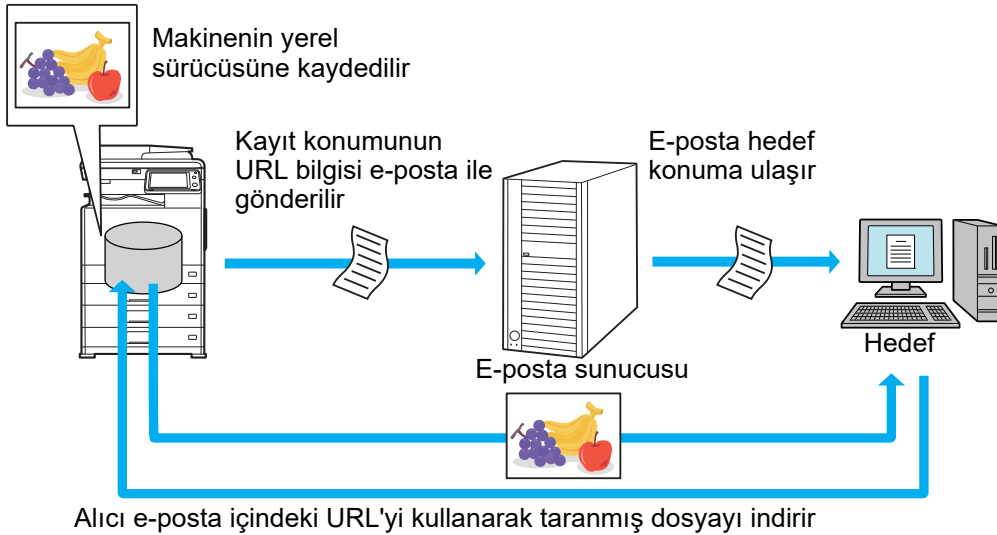 Makinenin yerel
sürücüsüne kaydedilir
Kayıt konumunun
URL bilgisi e-posta ile
gönderilir
E-posta hedef
konuma ulaşır
E-posta sunucusu
Hedef
Alıcı e-posta içindeki URL'yi kullanarak taranmış dosyayı indirir